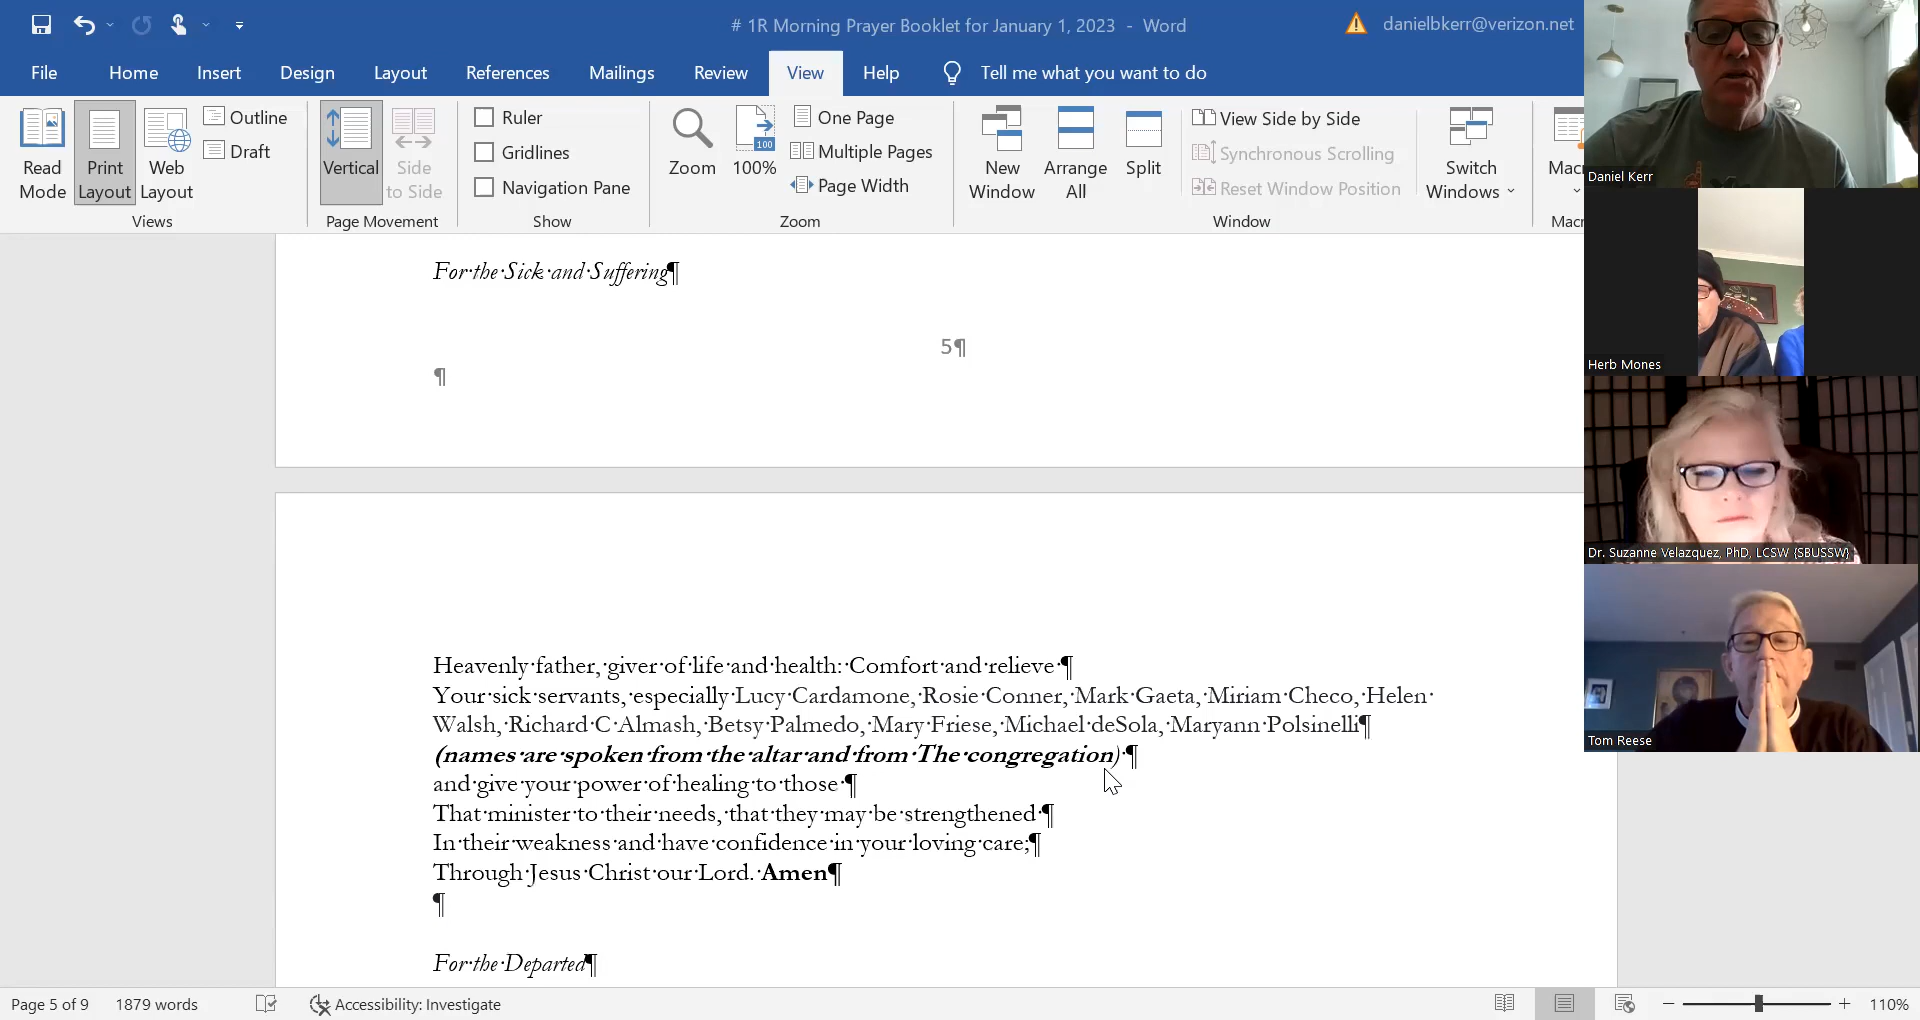 # 1R Morning Prayer Booklet for January 1, 2023 - Word
danielbkerr@verizon.net
File Home Insert Design Layout References Mailings Review View Help Tell me what you want to do
Read Mode
Print Layout
Web Layout
Outline
Draft
Views
Vertical
Side to Side
Page Movement
Ruler
Gridlines
Navigation Pane
Show
Zoom
100%
100
One Page
Multiple Pages
Page Width
Zoom
New Window
Arrange All
Split
View Side by Side
Synchronous Scrolling
Reset Window Position
Window
Switch Windows
Mac
Mac
For·the·Sick·and·Suffering¶
5¶
¶
Heavenly·father,·giver·of·life·and·health:·Comfort·and·relieve·¶
Your·sick·servants,·especially·Lucy·Cardamone,·Rosie·Conner,·Mark·Gaeta,·Miriam·Checo,·Helen·
Walsh,·Richard·C·Almash,·Betsy·Palmedo,·Mary·Friese,·Michael·deSola,·Maryann·Polsinelli¶
(names·are·spoken·from·the·altar·and·from·The·congregation)·¶
and·give·your·power·of·healing·to·those·¶
That·minister·to·their·needs,·that·they·may·be·strengthened·¶
In·their·weakness·and·have·confidence·in·your·loving·care;¶
Through·Jesus·Christ·our·Lord.·Amen¶
¶
For·the·Departed¶
Page 5 of 9 1879 words Accessibility: Investigate 110%
Daniel Kerr
Herb Mones
Dr. Suzanne Velazquez, PhD, LCSW {SBUSSW}
Tom Reese